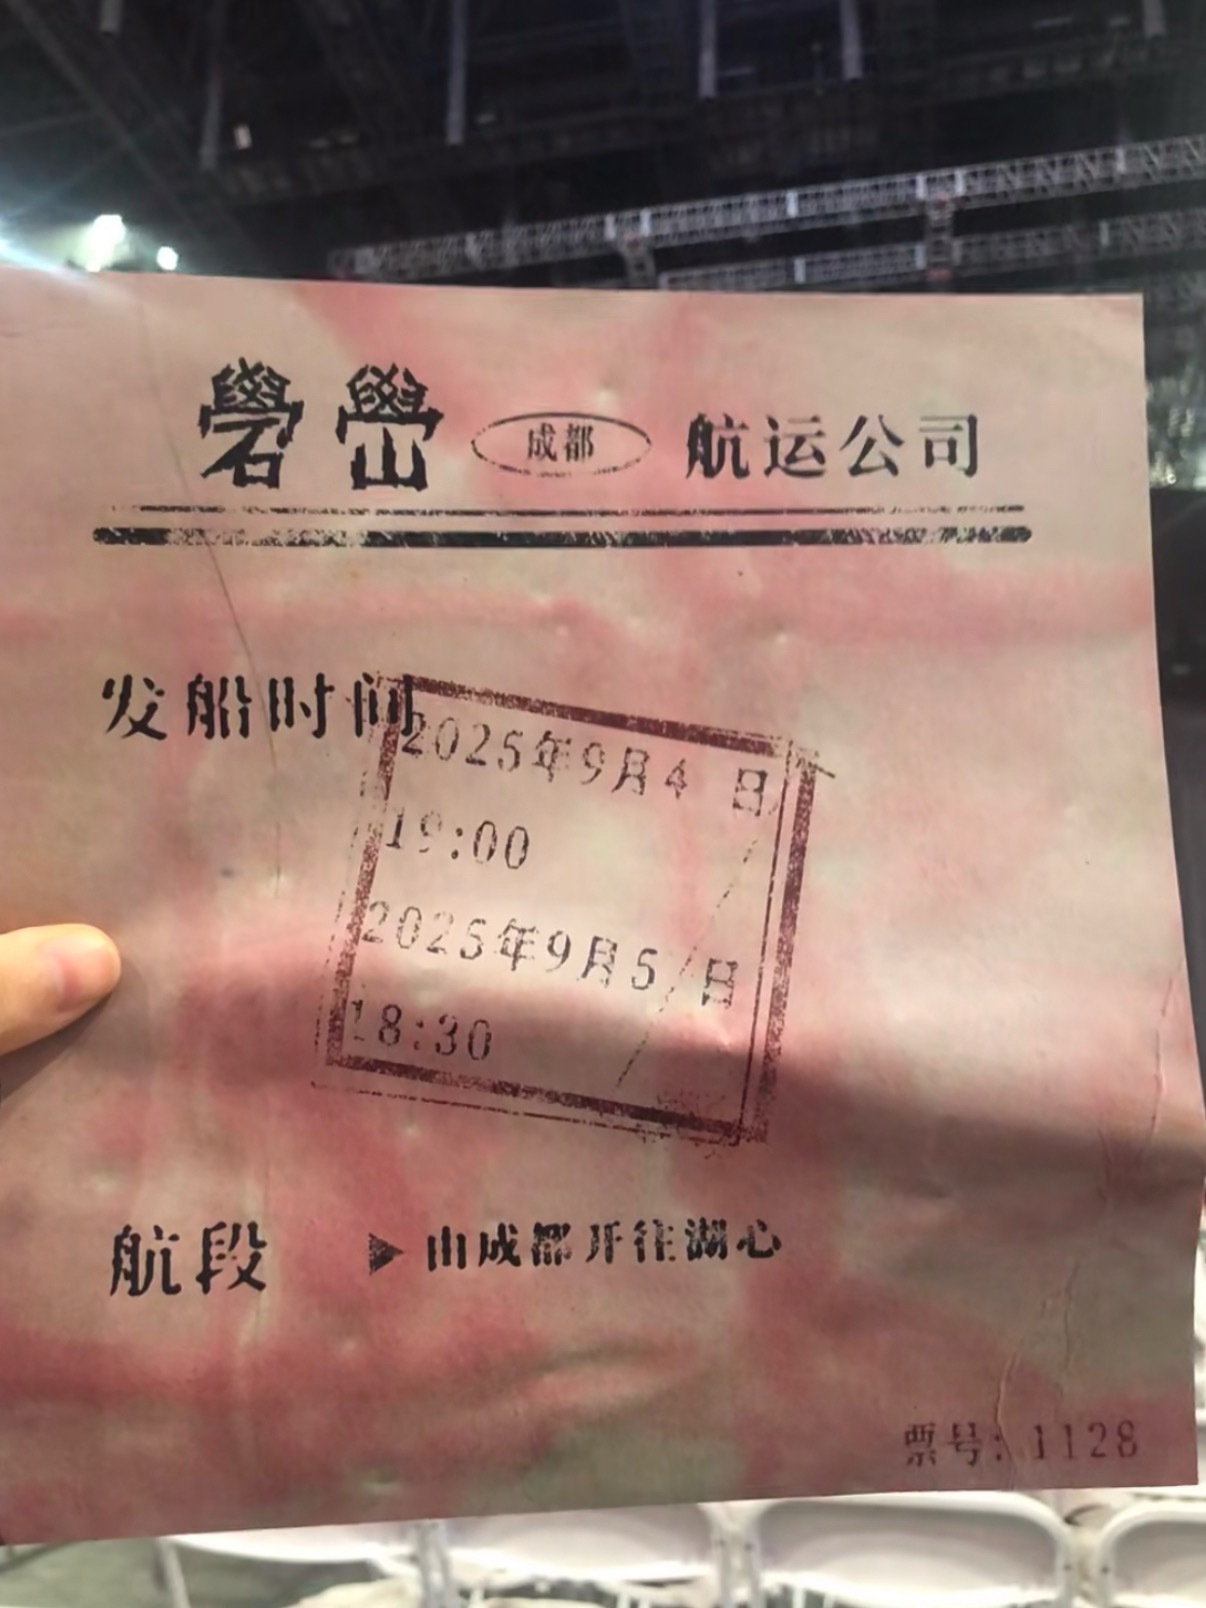 礐嶨 成都 航运公司
发船时间
2025年9月4日
19:00
2025年9月5日
18:30
航段 ▶ 由成都开往湖心
票号: 1128